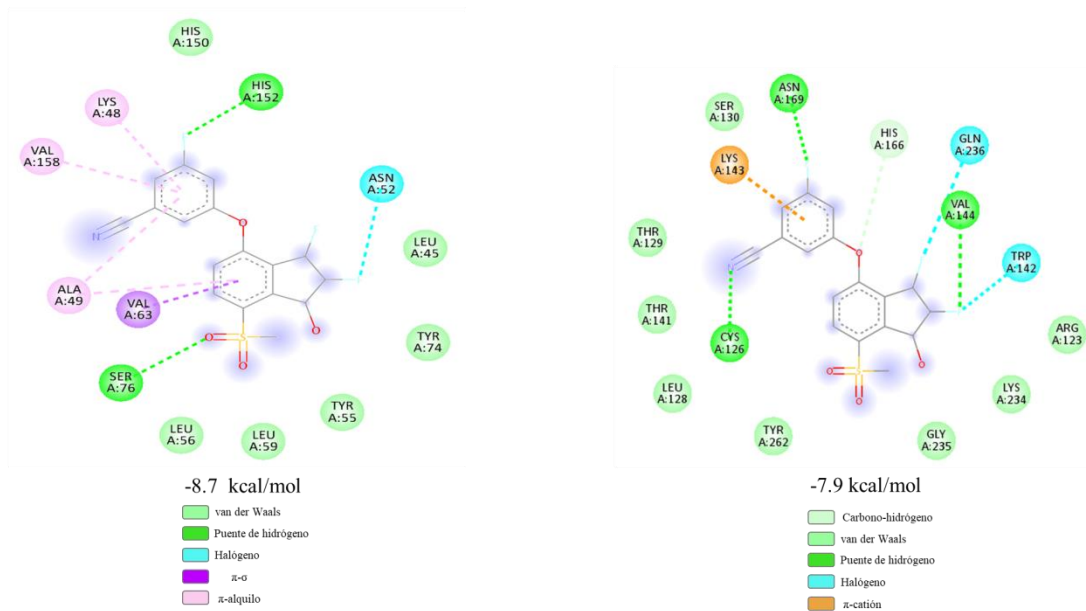 HIS
A:150
HIS
A:152
LYS
A:48
VAL
A:158
ASN
A:52
LEU
A:45
N
O
ALA
A:49
VAL
A:63
TYR
A:74
O
S
O
O
SER
A:76
TYR
A:55
LEU
A:56
LEU
A:59
-8.7 kcal/mol
van der Waals
Puente de hidrógeno
Halógeno
π-σ
π-alquilo
ASN
A:169
SER
A:130
HIS
A:166
GLN
A:236
LYS
A:143
VAL
A:144
THR
A:129
O
TRP
A:142
N
THR
A:141
CYS
A:126
ARG
A:123
O
S
O
O
LEU
A:128
LYS
A:234
TYR
A:262
GLY
A:235
-7.9 kcal/mol
Carbono-hidrógeno
van der Waals
Puente de hidrógeno
Halógeno
π-catión